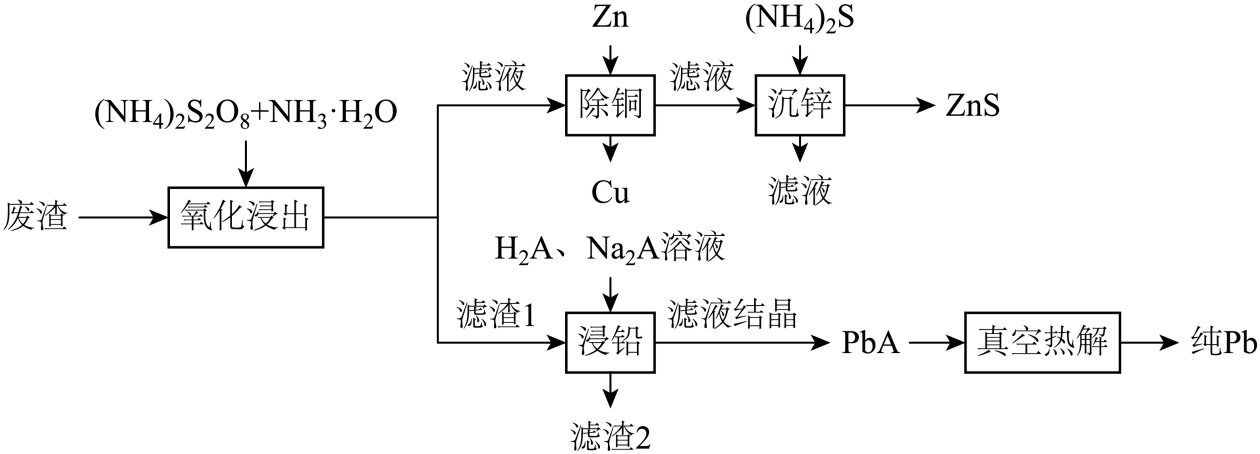 Zn
(NH4)2S
滤液
滤液
(NH4)2S2O8+NH3·H2O
除铜
沉锌
ZnS
废渣
氧化浸出
Cu
滤液
H2A、Na2A溶液
滤渣1
滤液结晶
浸铅
PbA
真空热解
纯Pb
滤渣2